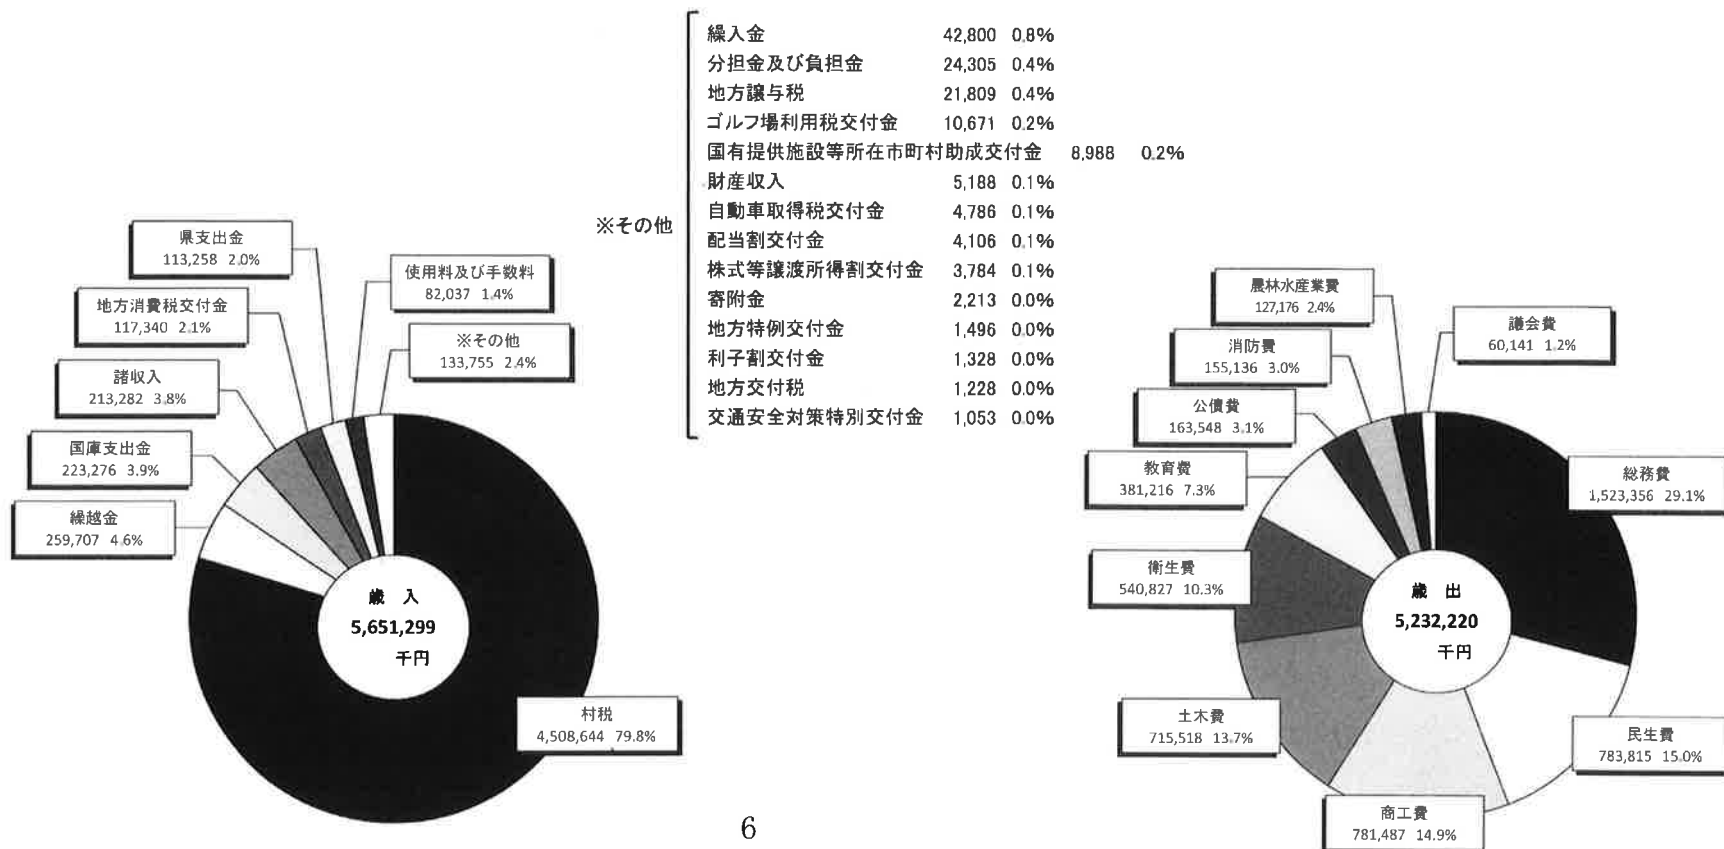 ※その他
繰入金 42,800 0.8%
分担金及び負担金 24,305 0.4%
地方譲与税 21,809 0.4%
ゴルフ場利用税交付金 10,671 0.2%
国有提供施設等所在市町村助成交付金 8,988 0.2%
財産収入 5,188 0.1%
自動車取得税交付金 4,786 0.1%
配当割交付金 4,106 0.1%
株式等譲渡所得割交付金 3,784 0.1%
寄附金 2,213 0.0%
地方特例交付金 1,496 0.0%
利子割交付金 1,328 0.0%
地方交付税 1,228 0.0%
交通安全対策特別交付金 1,053 0.0%
県支出金
113,258 2.0%
使用料及び手数料
82,037 1.4%
地方消費税交付金
117,340 2.1%
※その他
133,755 2.4%
諸収入
213,282 3.8%
国庫支出金
223,276 3.9%
繰越金
259,707 4.6%
歳 入
5,651,299
千円
村税
4,508,644 79.8%
農林水産業費
127,176 2.4%
議会費
60,141 1.2%
消防費
155,136 3.0%
公債費
163,548 3.1%
教育費
381,216 7.3%
総務費
1,523,356 29.1%
衛生費
540,827 10.3%
歳 出
5,232,220
千円
土木費
715,518 13.7%
民生費
783,815 15.0%
商工費
781,487 14.9%
6